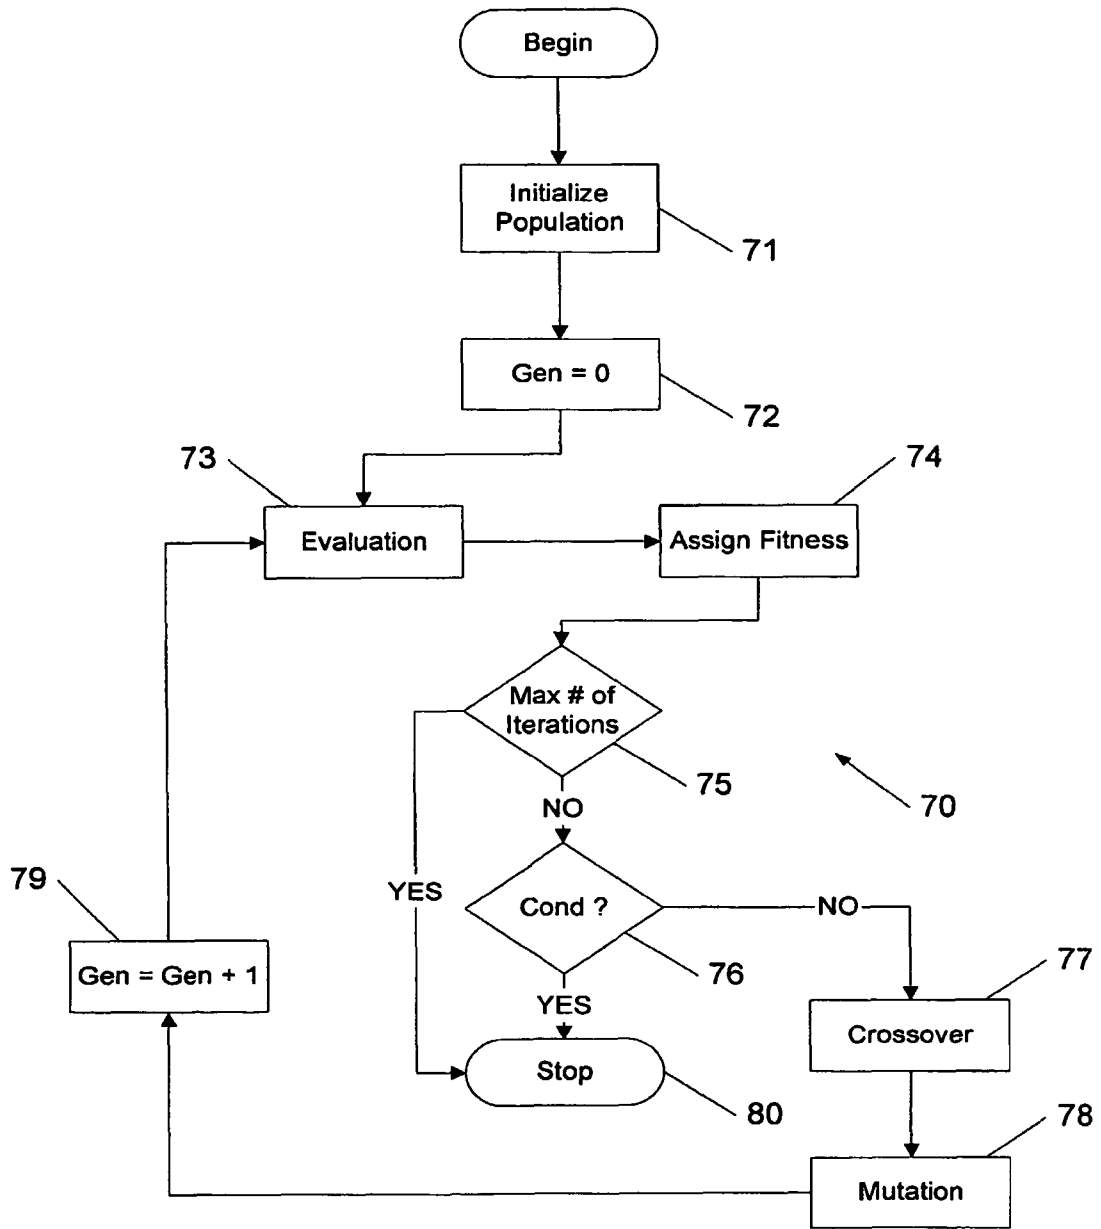 Begin
Initialize
Population
71
Gen = 0
72
73
74
Evaluation
Assign Fitness
Max # of
Iterations
75
NO
70
79
YES
Cond ?
NO
76
77
Gen = Gen + 1
YES
Crossover
Stop
80
78
Mutation